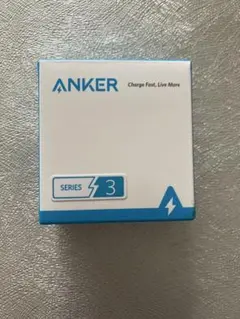 ANKER
Charge Fast, Live More
SERIES 3